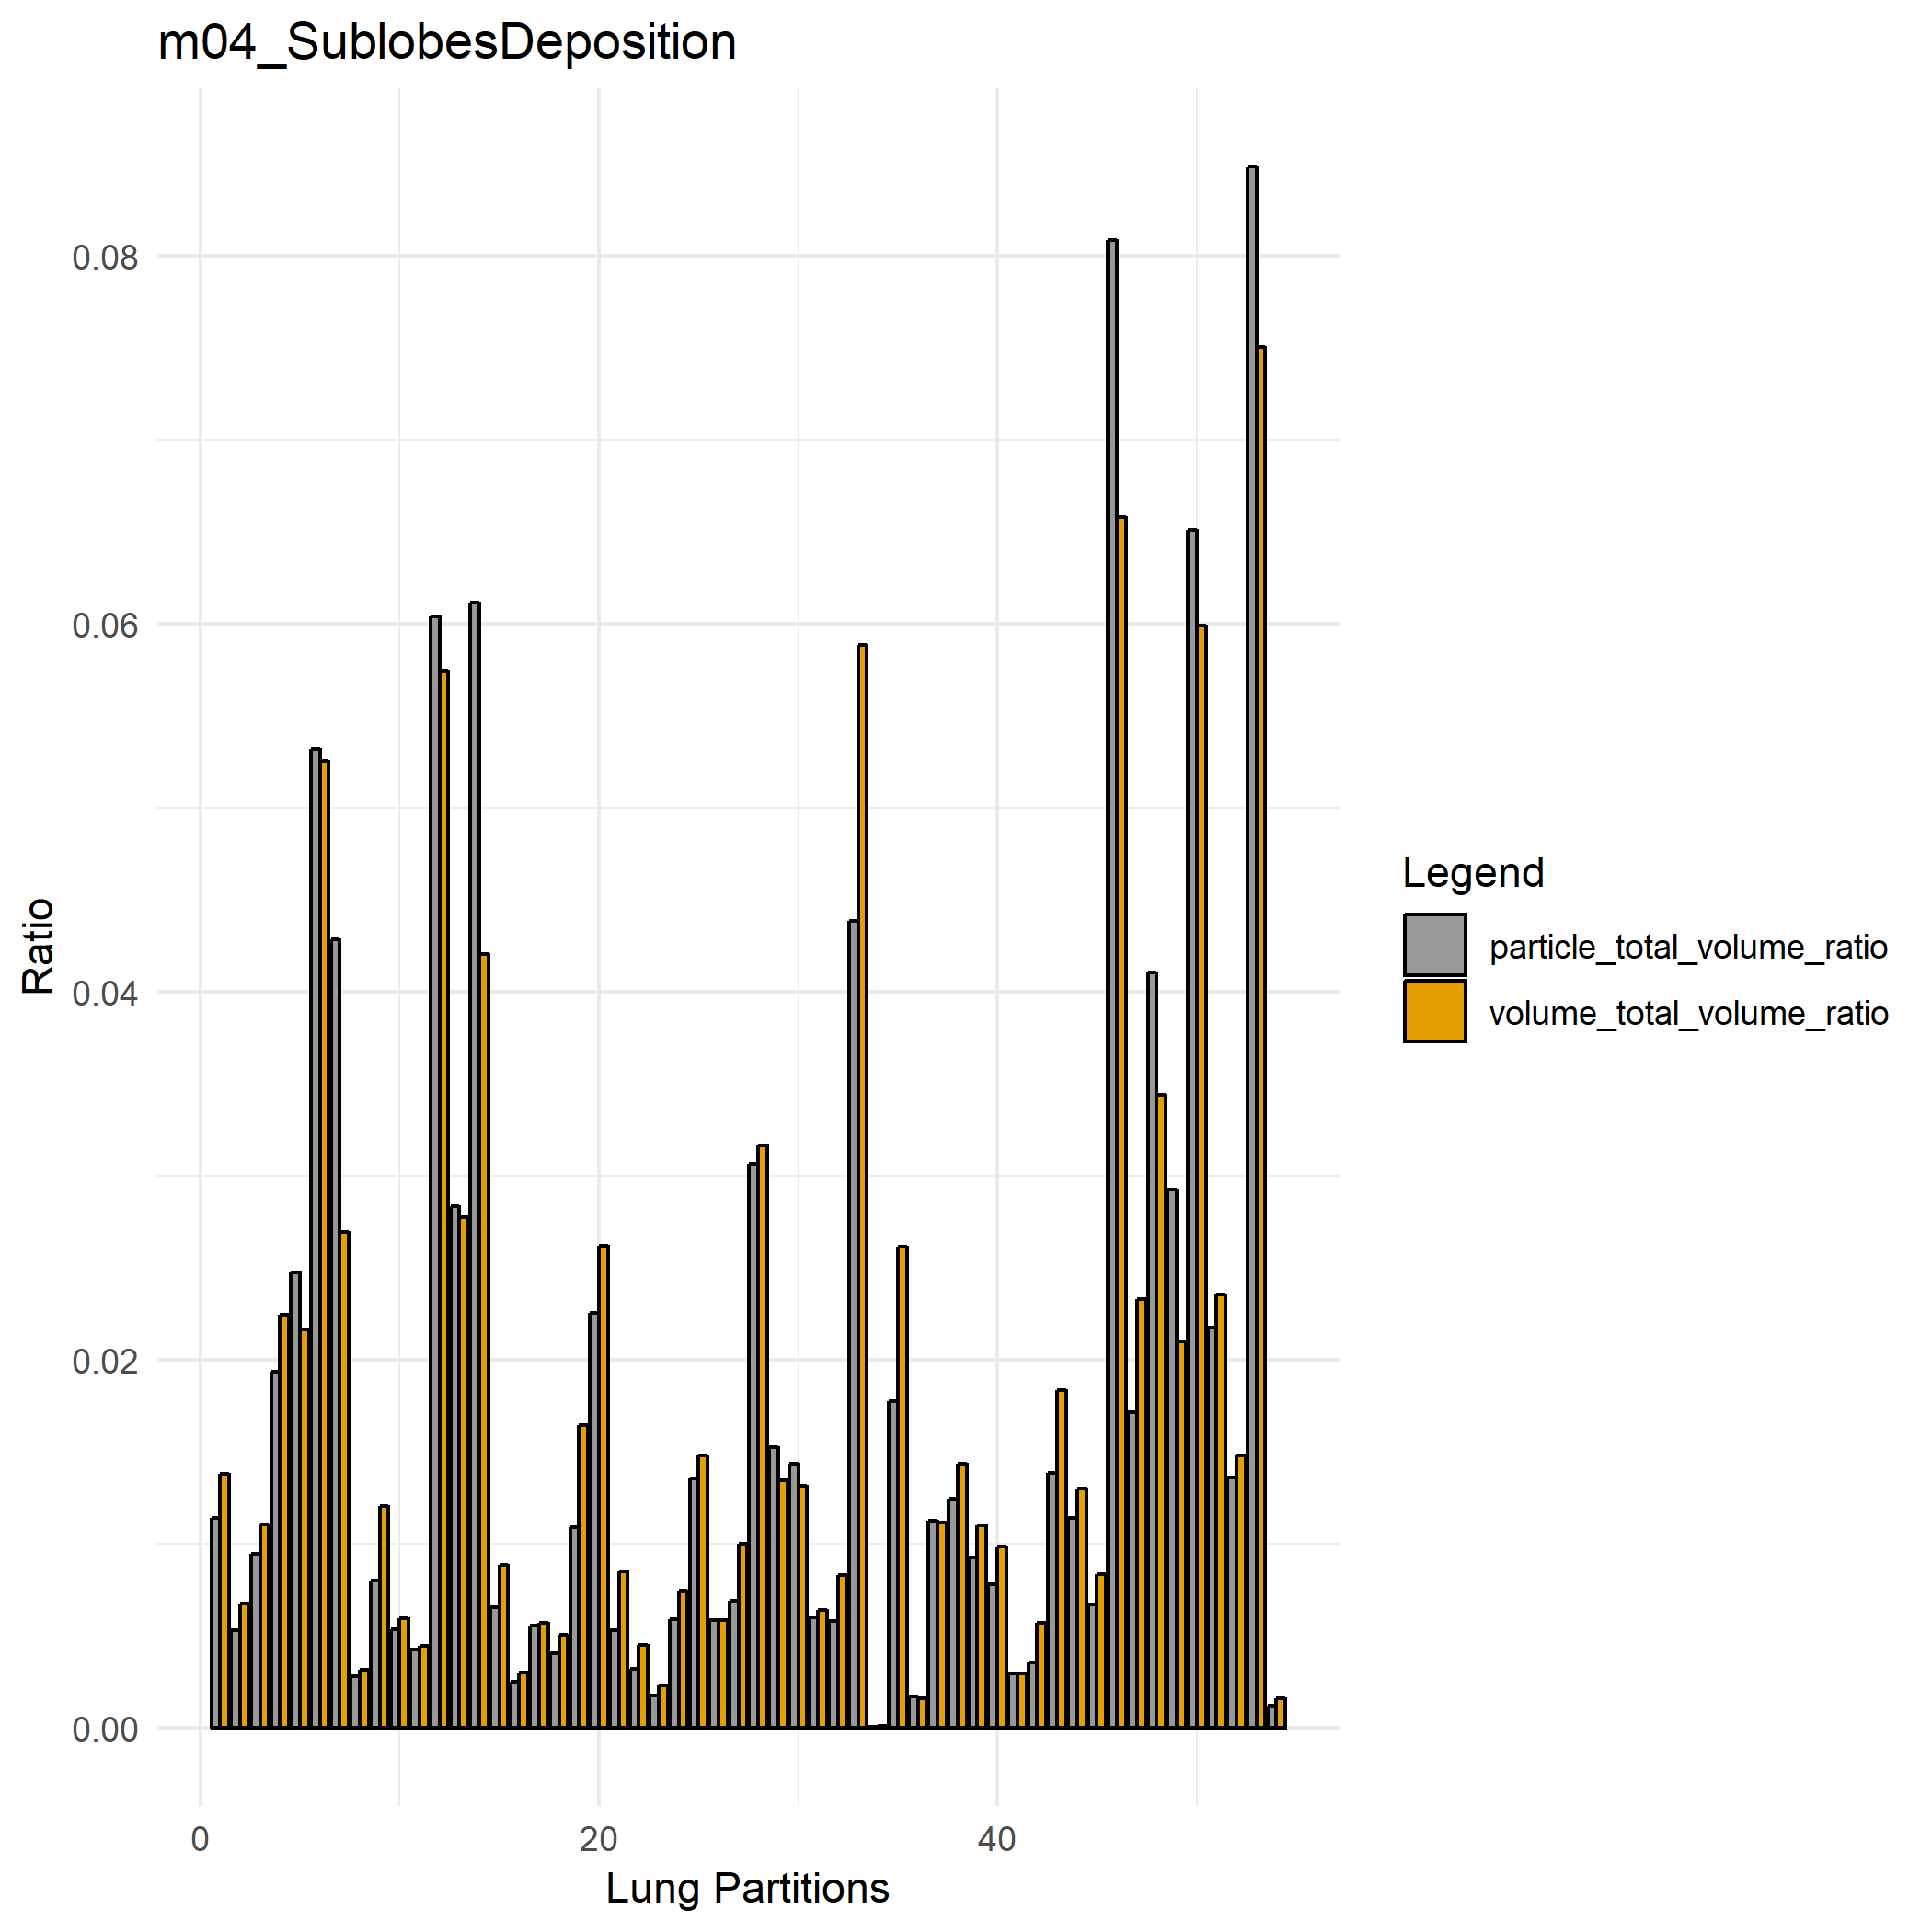 m04_SublobesDeposition
0.08
0.06
0.04
0.02
0.00
Ratio
0
20
40
Lung Partitions
Legend
particle_total_volume_ratio
volume_total_volume_ratio